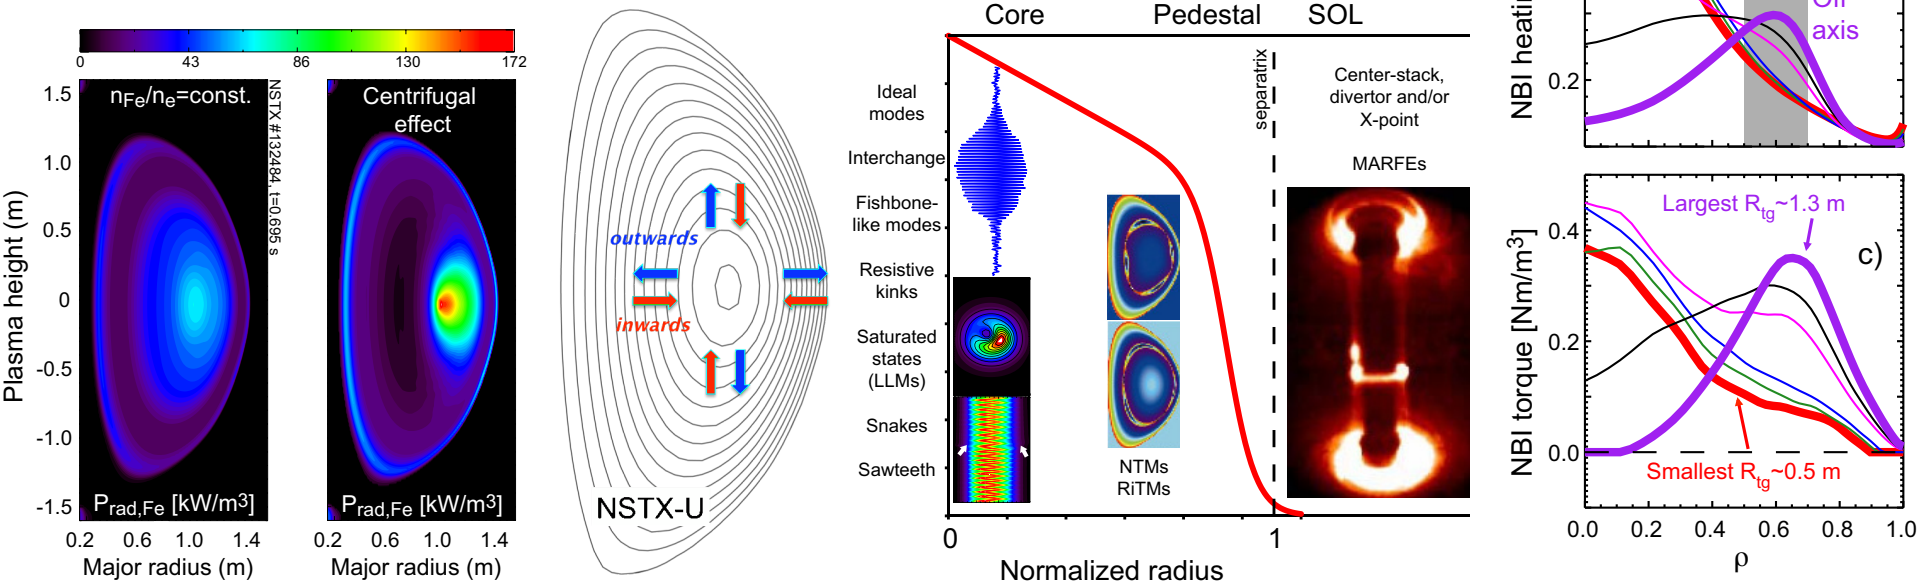 0 43 86 130 172
nFe/ne=const.
Centrifugal
effect
NSTX #132484, t=0.695 s
Plasma height (m)
1.5
1.0
0.5
0
-0.5
-1.0
-1.5
Prad,Fe [kW/m3]
Prad,Fe [kW/m3]
0.2 0.6 1.0 1.4
0.2 0.6 1.0 1.4
Major radius (m)
Major radius (m)
outwards
inwards
NSTX-U
Core Pedestal SOL
Ideal
modes
Interchange
Fishbone-
like modes
Resistive
kinks
Saturated
states
(LLMs)
Snakes
Sawteeth
NTMs
RiTMs
separatrix
Center-stack,
divertor and/or
X-point
MARFEs
0 1
Normalized radius
NBI heating
axis
0.2
Largest Rtg~1.3 m
c)
NBI torque [Nm/m3]
0.4
0.2
0.0
Smallest Rtg~0.5 m
0.0 0.2 0.4 0.6 0.8 1.0
ρ